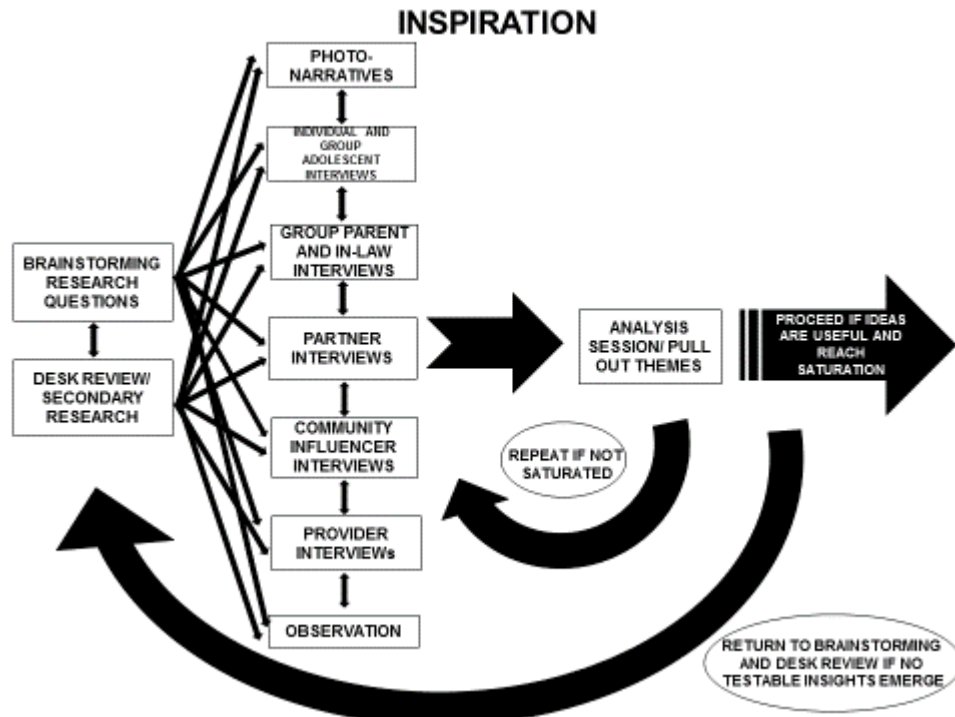 INSPIRATION
PHOTO-
NARRATIVES
INDIVIDUAL AND
GROUP
ADOLESCENT
INTERVIEWS
GROUP PARENT
AND IN-LAW
INTERVIEWS
PARTNER
INTERVIEWS
COMMUNITY
INFLUENCER
INTERVIEWS
PROVIDER
INTERVIEWs
OBSERVATION
BRAINSTORMING
RESEARCH
QUESTIONS
DESK REVIEW/
SECONDARY
RESEARCH
ANALYSIS
SESSION/ PULL
OUT THEMES
PROCEED IF IDEAS
ARE USEFUL AND
REACH
SATURATION
REPEAT IF NOT
SATURATED
RETURN TO BRAINSTORMING
AND DESK REVIEW IF NO
TESTABLE INSIGHTS EMERGE